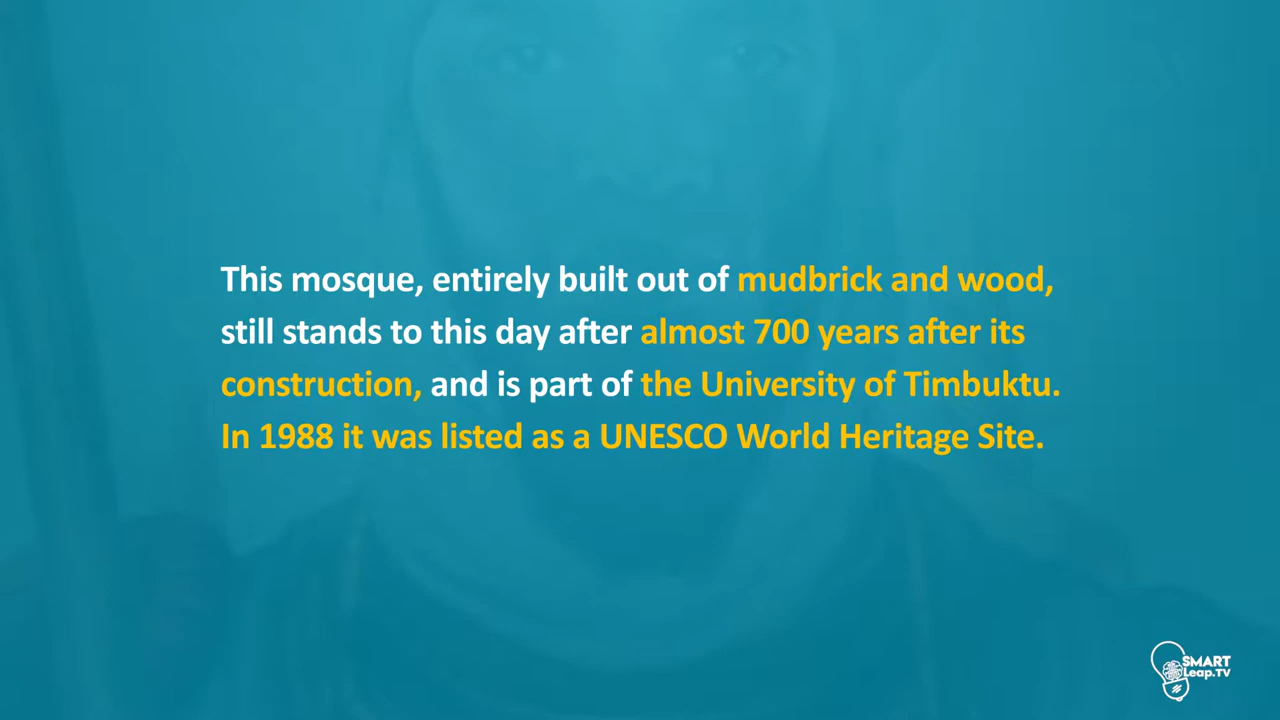 This mosque, entirely built out of mudbrick and wood,
still stands to this day after almost 700 years after its
construction, and is part of the University of Timbuktu.
In 1988 it was listed as a UNESCO World Heritage Site.
SMART
Leap.TV